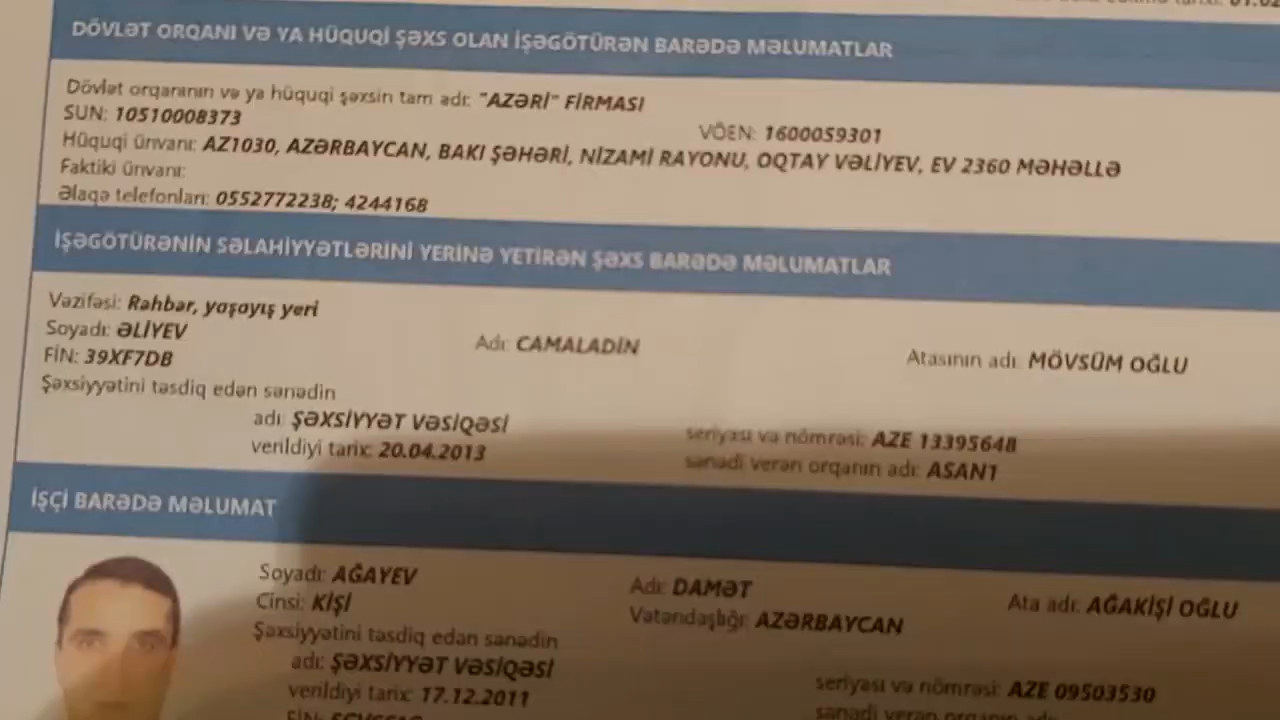 DÖVLƏT ORQANI VƏ YA HÜQUQİ ŞƏXS OLAN İŞƏGÖTÜRƏN BARƏDƏ MƏLUMATLAR
Dövlət orqanının və ya hüquqi şəxsin tam adı: "AZƏRİ" FİRMASI
SUN: 10510008373 VÖEN: 1600059301
Hüquqi ünvanı: AZ1030, AZƏRBAYCAN, BAKI ŞƏHƏRİ, NİZAMİ RAYONU, OQTAY VƏLİYEV, EV 2360 MƏHƏLLƏ
Faktiki ünvanı:
Əlaqə telefonları: 0552772238; 4244168
İŞƏGÖTÜRƏNİN SƏLAHİYYƏTLƏRİNİ YERİNƏ YETİRƏN ŞƏXS BARƏDƏ MƏLUMATLAR
Vəzifəsi: Rəhbər, yaşayış yeri
Soyadı: ƏLİYEV Adı: CAMALADİN Atasının adı: MÖVSÜM OĞLU
FİN: 39XF7DB
Şəxsiyyətini təsdiq edən sənədin
adı: ŞƏXSİYYƏT VƏSİQƏSİ seriyası və nömrəsi: AZE 13395648
verildiyi tarix: 20.04.2013 sənədi verən orqanın adı: ASAN1
İŞÇİ BARƏDƏ MƏLUMAT
Soyadı: AĞAYEV Adı: DAMƏT Ata adı: AĞAKİŞİ OĞLU
Cinsi: KİŞİ Vətəndaşlığı: AZƏRBAYCAN
Şəxsiyyətini təsdiq edən sənədin
adı: ŞƏXSİYYƏT VƏSİQƏSİ seriyası və nömrəsi: AZE 09503530
verildiyi tarix: 17.12.2011 sənədi verən orqanın adı:
FİN: